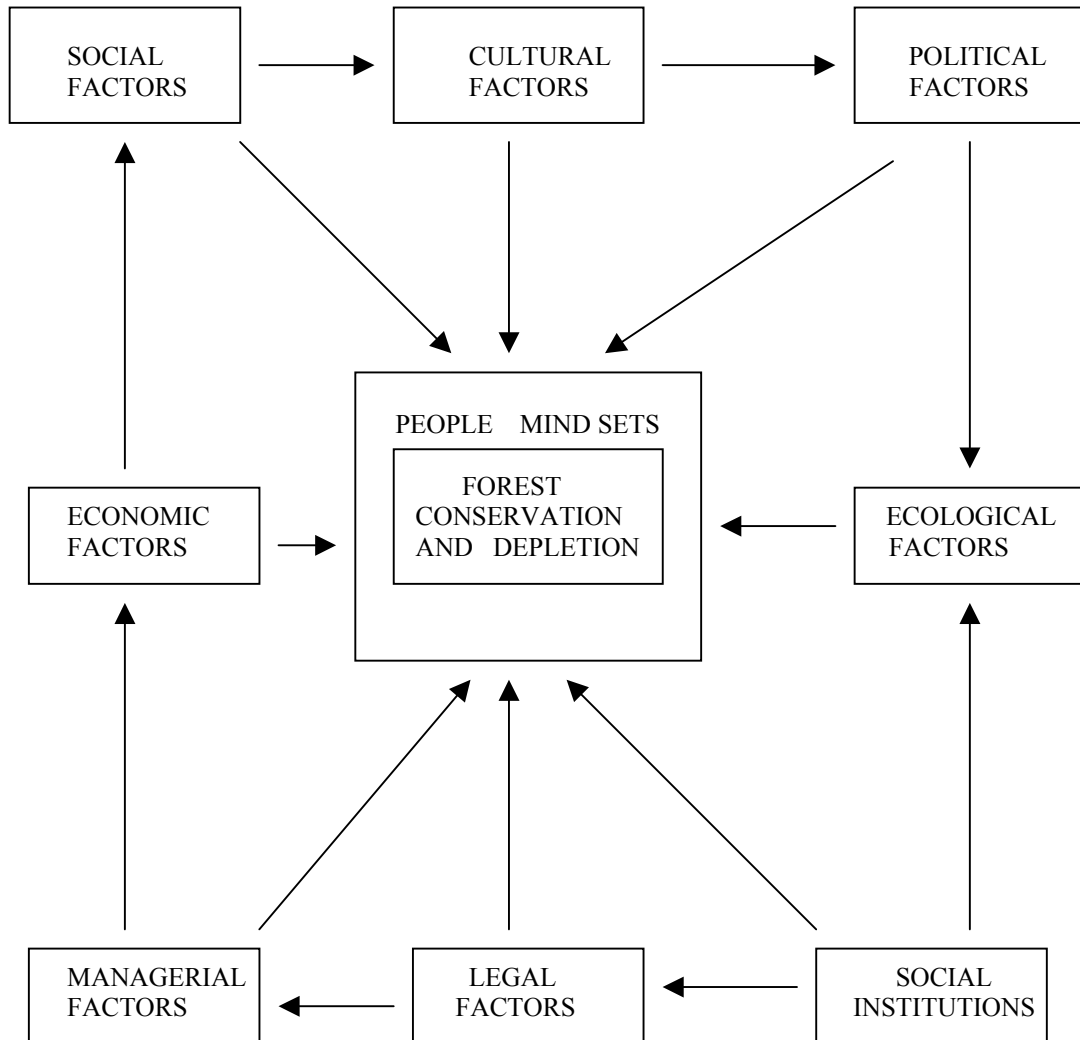 SOCIAL
FACTORS
CULTURAL
FACTORS
POLITICAL
FACTORS
PEOPLE MIND SETS
FOREST
CONSERVATION
AND DEPLETION
ECONOMIC
FACTORS
ECOLOGICAL
FACTORS
MANAGERIAL
FACTORS
LEGAL
FACTORS
SOCIAL
INSTITUTIONS